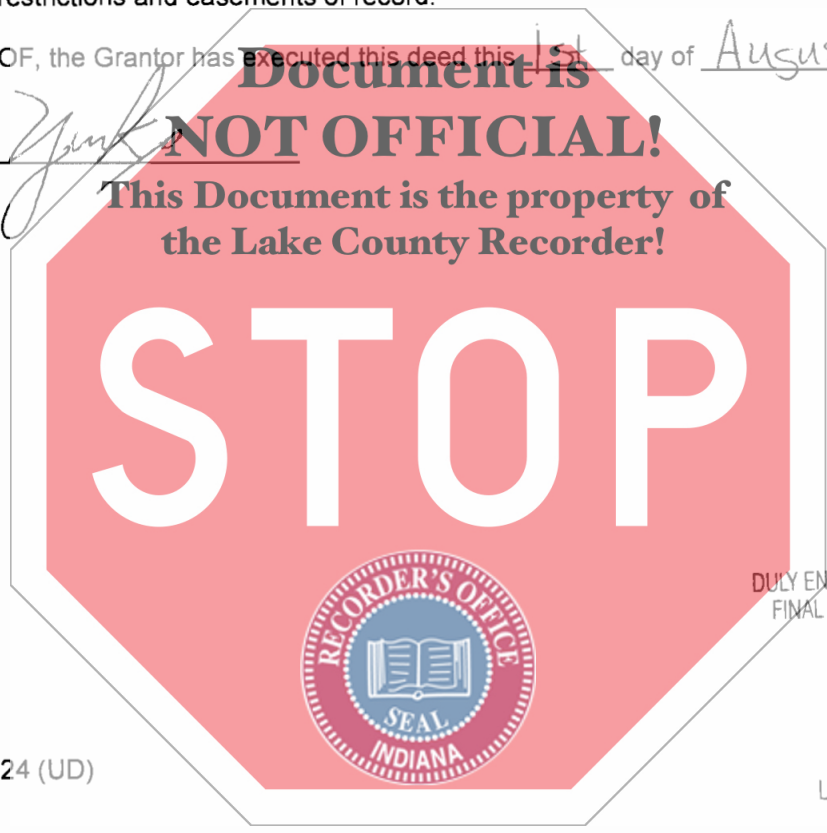 restrictions and easements of record.
OF, the Grantor has executed this deed this 1st day of Augus
Document is
NOT OFFICIAL!
This Document is the property of
the Lake County Recorder!
STOP
DULY EN
FINAL
RECORDER'S OFFICE
SEAL
INDIANA
24 (UD)